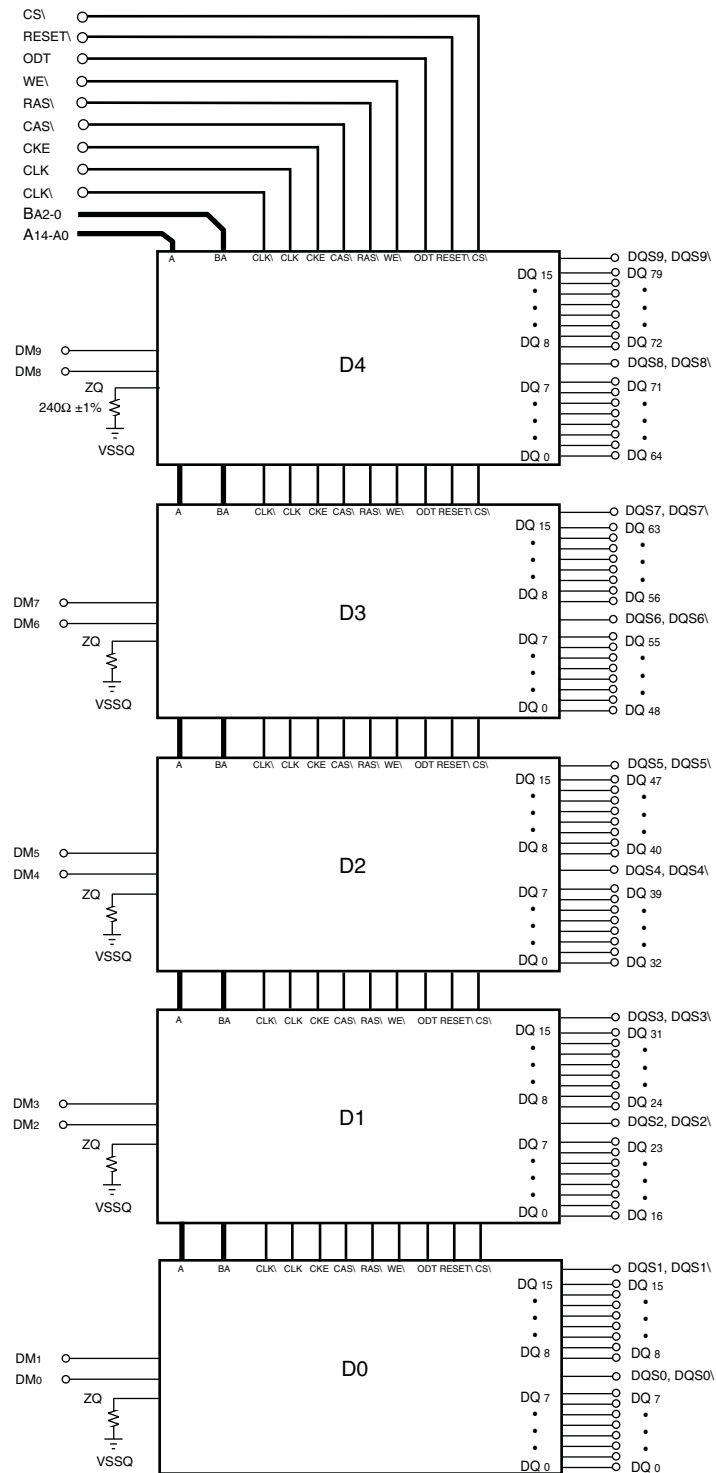 CS\
RESET\
ODT
WE\
RAS\
CAS\
CKE
CLK
CLK\
BA2-0
A14-A0
A BA CLK\ CLK CKE CAS\ RAS\ WE\ ODT RESET\ CS\
DQS9, DQS9\
DQ 15 DQ 79
DQ 8 DQ 72
DM9
D4
DQS8, DQS8\
DM8
ZQ
DQ 7 DQ 71
240Ω ±1%
VSSQ
DQ 0 DQ 64
A BA CLK\ CLK CKE CAS\ RAS\ WE\ ODT RESET\ CS\
DQS7, DQS7\
DQ 15 DQ 63
DQ 8 DQ 56
DM7
D3
DM6
DQS6, DQS6\
ZQ
DQ 7 DQ 55
VSSQ
DQ 0 DQ 48
A BA CLK\ CLK CKE CAS\ RAS\ WE\ ODT RESET\ CS\
DQS5, DQS5\
DQ 15 DQ 47
DQ 8 DQ 40
DM5
D2
DQS4, DQS4\
DM4
ZQ
DQ 7 DQ 39
VSSQ
DQ 0 DQ 32
A BA CLK\ CLK CKE CAS\ RAS\ WE\ ODT RESET\ CS\
DQS3, DQS3\
DQ 15 DQ 31
DQ 8 DQ 24
DM3
D1
DQS2, DQS2\
DM2
ZQ
DQ 7 DQ 23
VSSQ
DQ 0 DQ 16
A BA CLK\ CLK CKE CAS\ RAS\ WE\ ODT RESET\ CS\
DQS1, DQS1\
DQ 15 DQ 15
DQ 8 DQ 8
DM1
D0
DQS0, DQS0\
DM0
ZQ
DQ 7 DQ 7
VSSQ
DQ 0 DQ 0